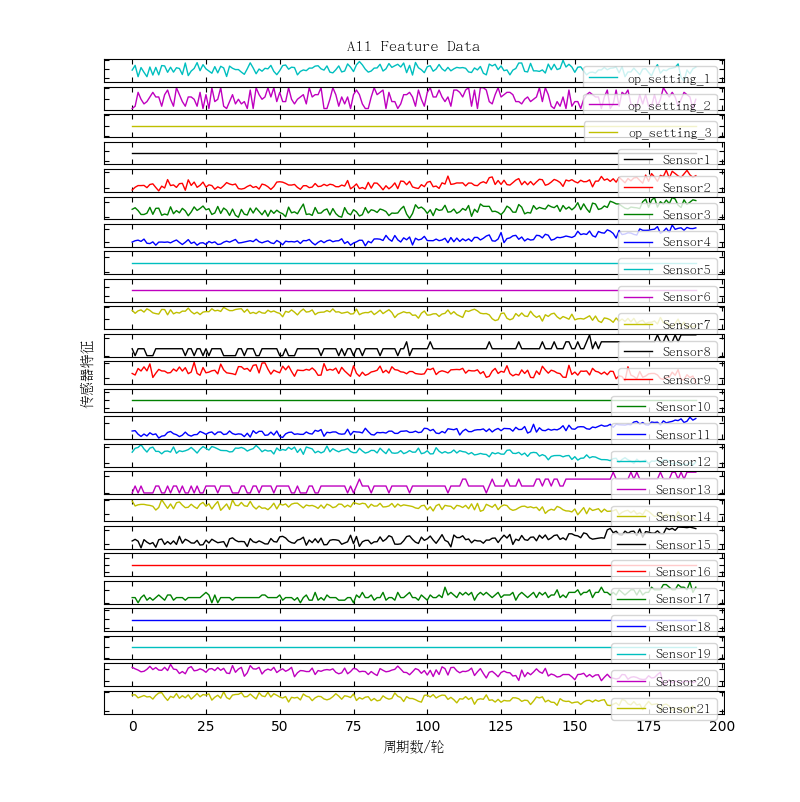 All Feature Data
op_setting_1
op_setting_2
op_setting_3
Sensor1
Sensor2
Sensor3
Sensor4
Sensor5
Sensor6
Sensor7
Sensor8
Sensor9
Sensor10
Sensor11
Sensor12
Sensor13
Sensor14
Sensor15
Sensor16
Sensor17
Sensor18
Sensor19
Sensor20
Sensor21
传感器特征
0 25 50 75 100 125 150 175 200
周期数/轮